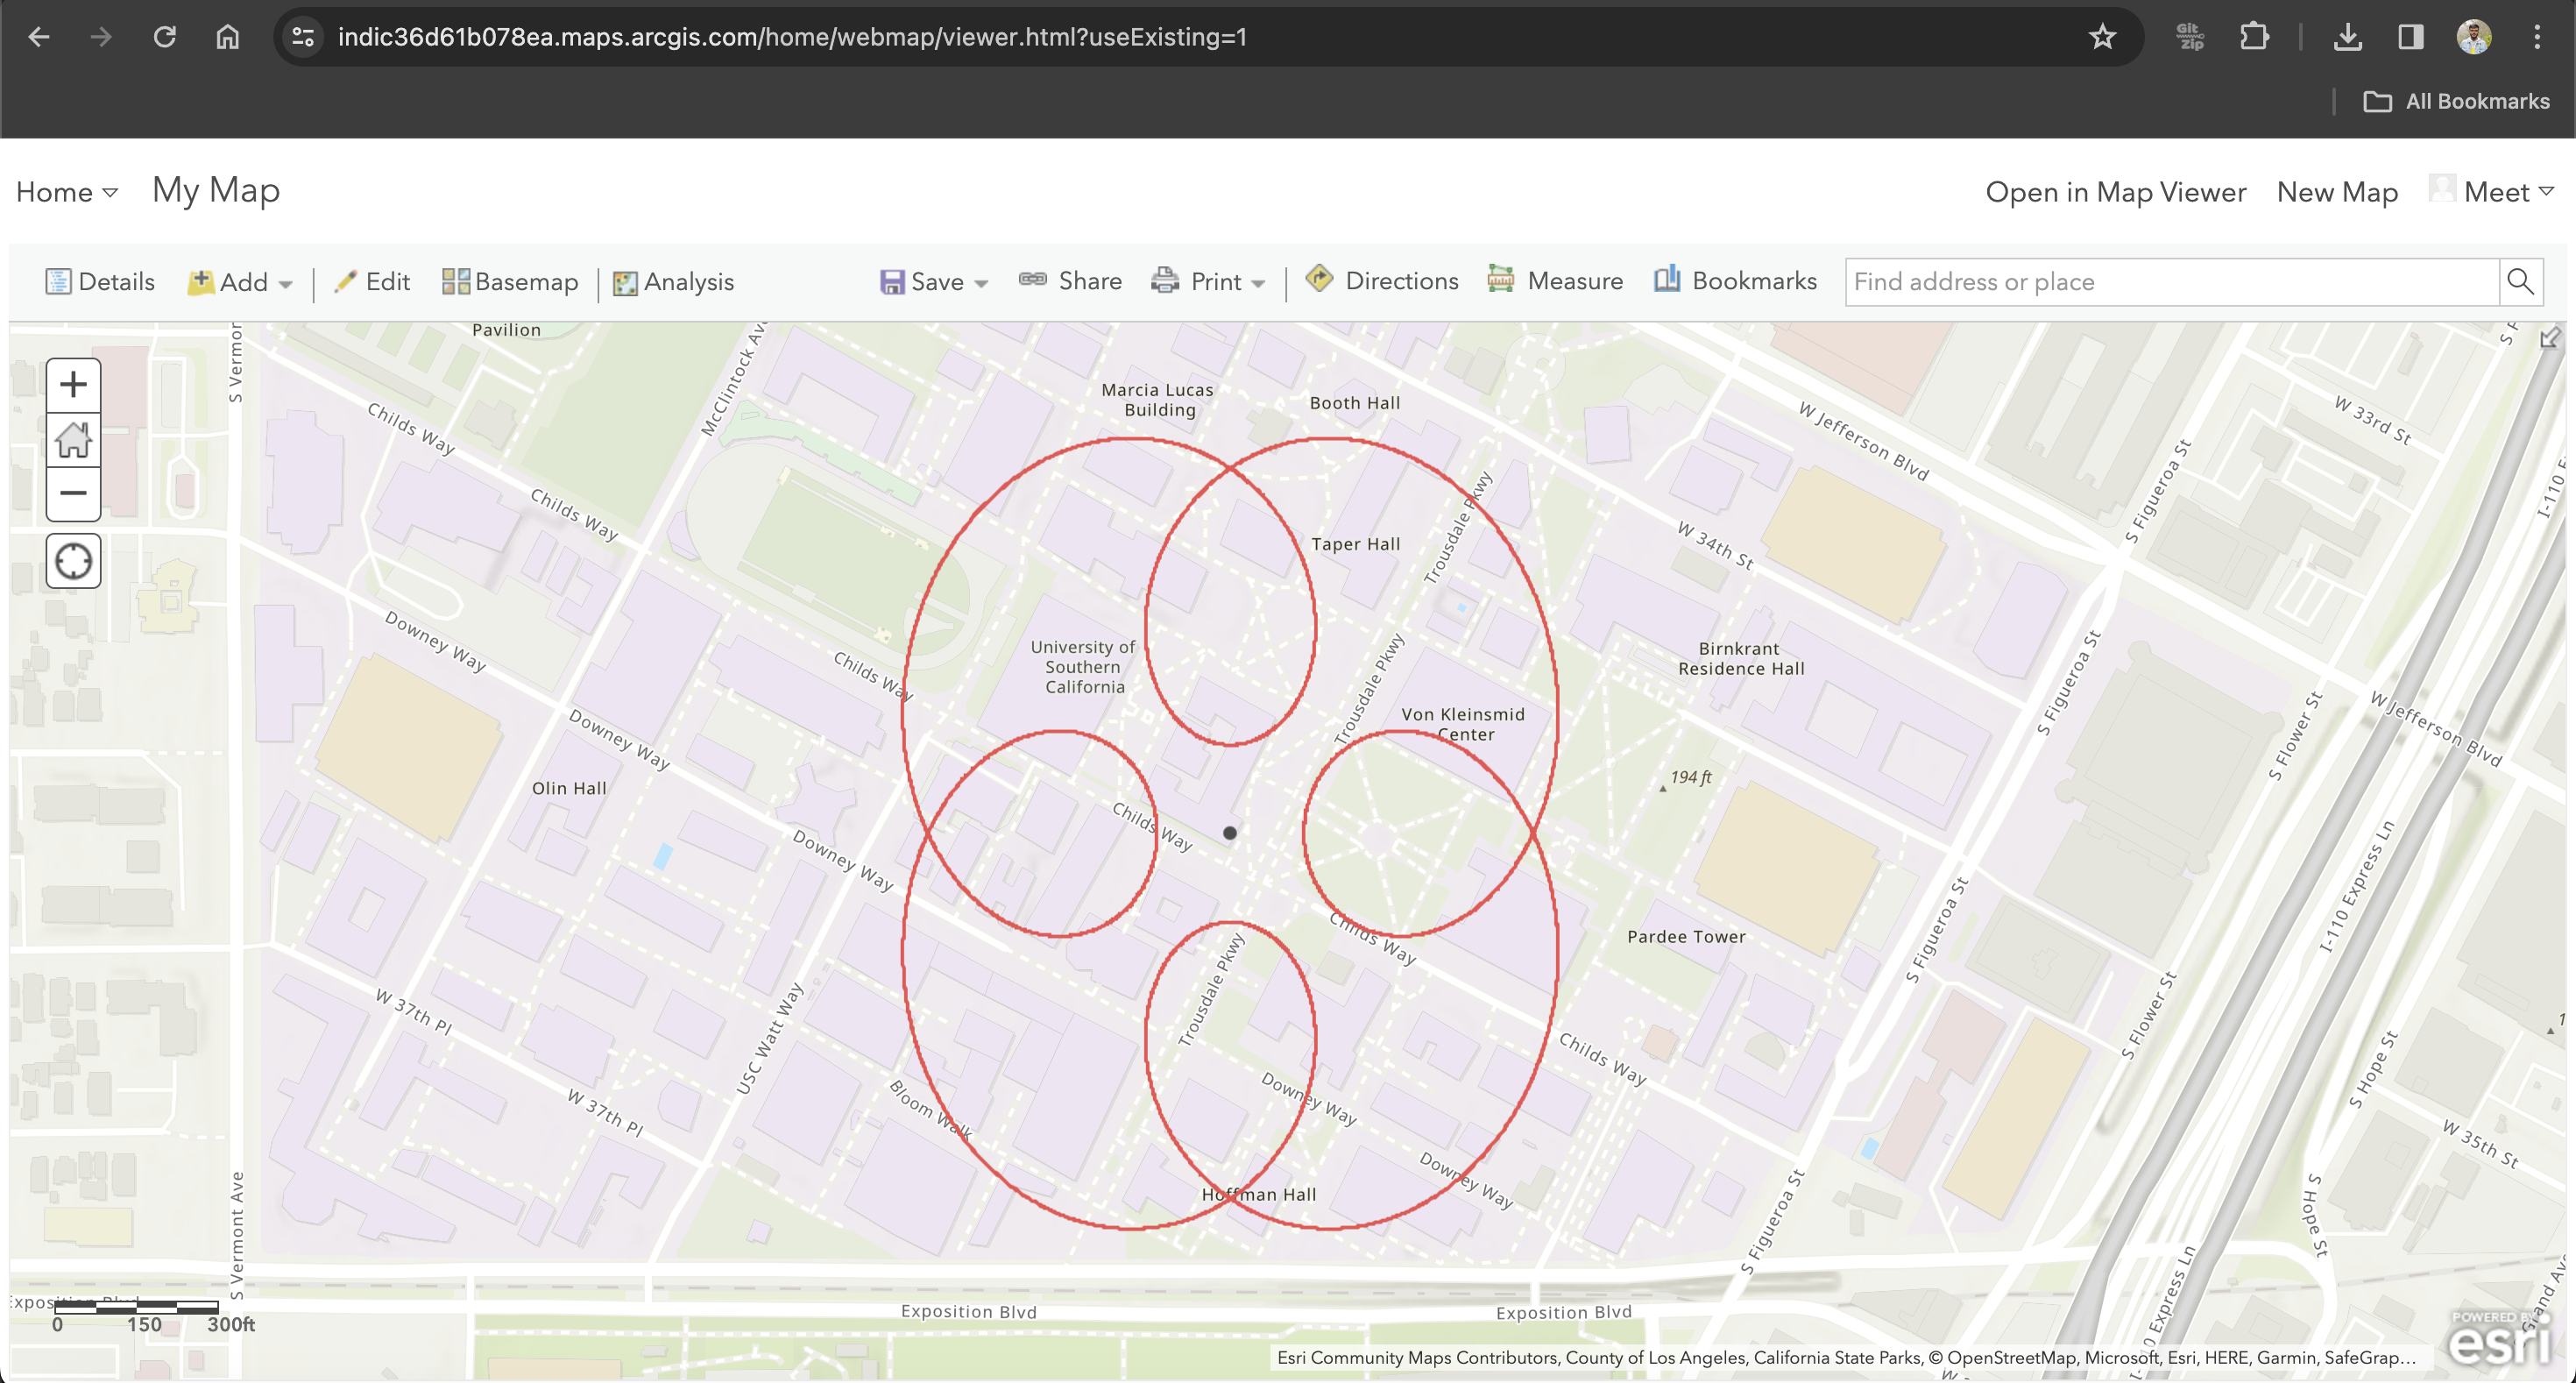 indic36d61b078ea.maps.arcgis.com/home/webmap/viewer.html?useExisting=1
Git
Zip
All Bookmarks
Home
My Map
Open in Map Viewer
New Map
Meet
Details
Add
Edit
Basemap
Analysis
Save
Share
Print
Directions
Measure
Bookmarks
Find address or place
Pavilion
S Vermor
McClintock Av
Marcia Lucas
Building
Booth Hall
W Jefferson Blvd
W 33rd St
Childs Way
S Figueroa St
Childs Way
Trousdale Pkwy
W 34th St
Taper Hall
Downey Way
University of
Southern
California
Childs Way
Trousdale Pkwy
Birnkrant
Residence Hall
S Figueroa St
S Flower St
W Jefferson Blvd
Downey Way
Von Kleinsmid
Center
194 ft
Olin Hall
Childs Way
Downey Way
I-110 Express Ln
Childs Way
Pardee Tower
S Figueroa St
Trousdale Pkwy
W 37th Pl
USC Watt Way
S Flower St
Childs Way
S Hope St
Bloom Walk
Downey Way
W 37th Pl
Downey Way
W 35th St
Hoffman Hall
S Vermont Ave
S Figueroa St
S Hope St
Exposition Blvd
Exposition Blvd
0 150 300ft
POWERED BY
esri
Esri Community Maps Contributors, County of Los Angeles, California State Parks, © OpenStreetMap, Microsoft, Esri, HERE, Garmin, SafeGrap...